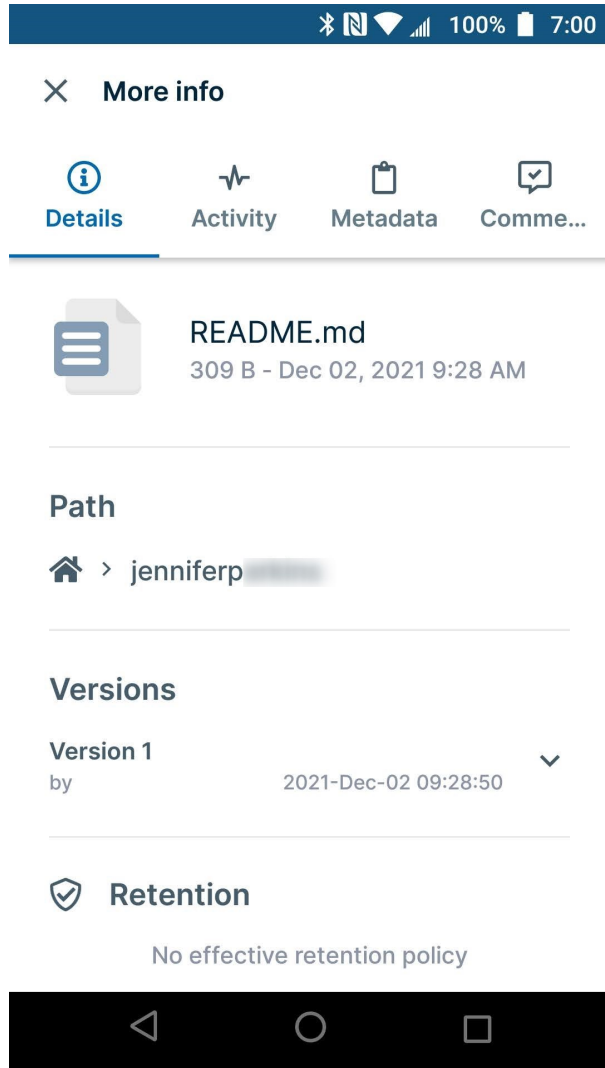 100% 7:00
More info
Details Activity Metadata Comme...
README.md
309 B - Dec 02, 2021 9:28 AM
Path
> jenniferp
Versions
Version 1
by 2021-Dec-02 09:28:50
Retention
No effective retention policy